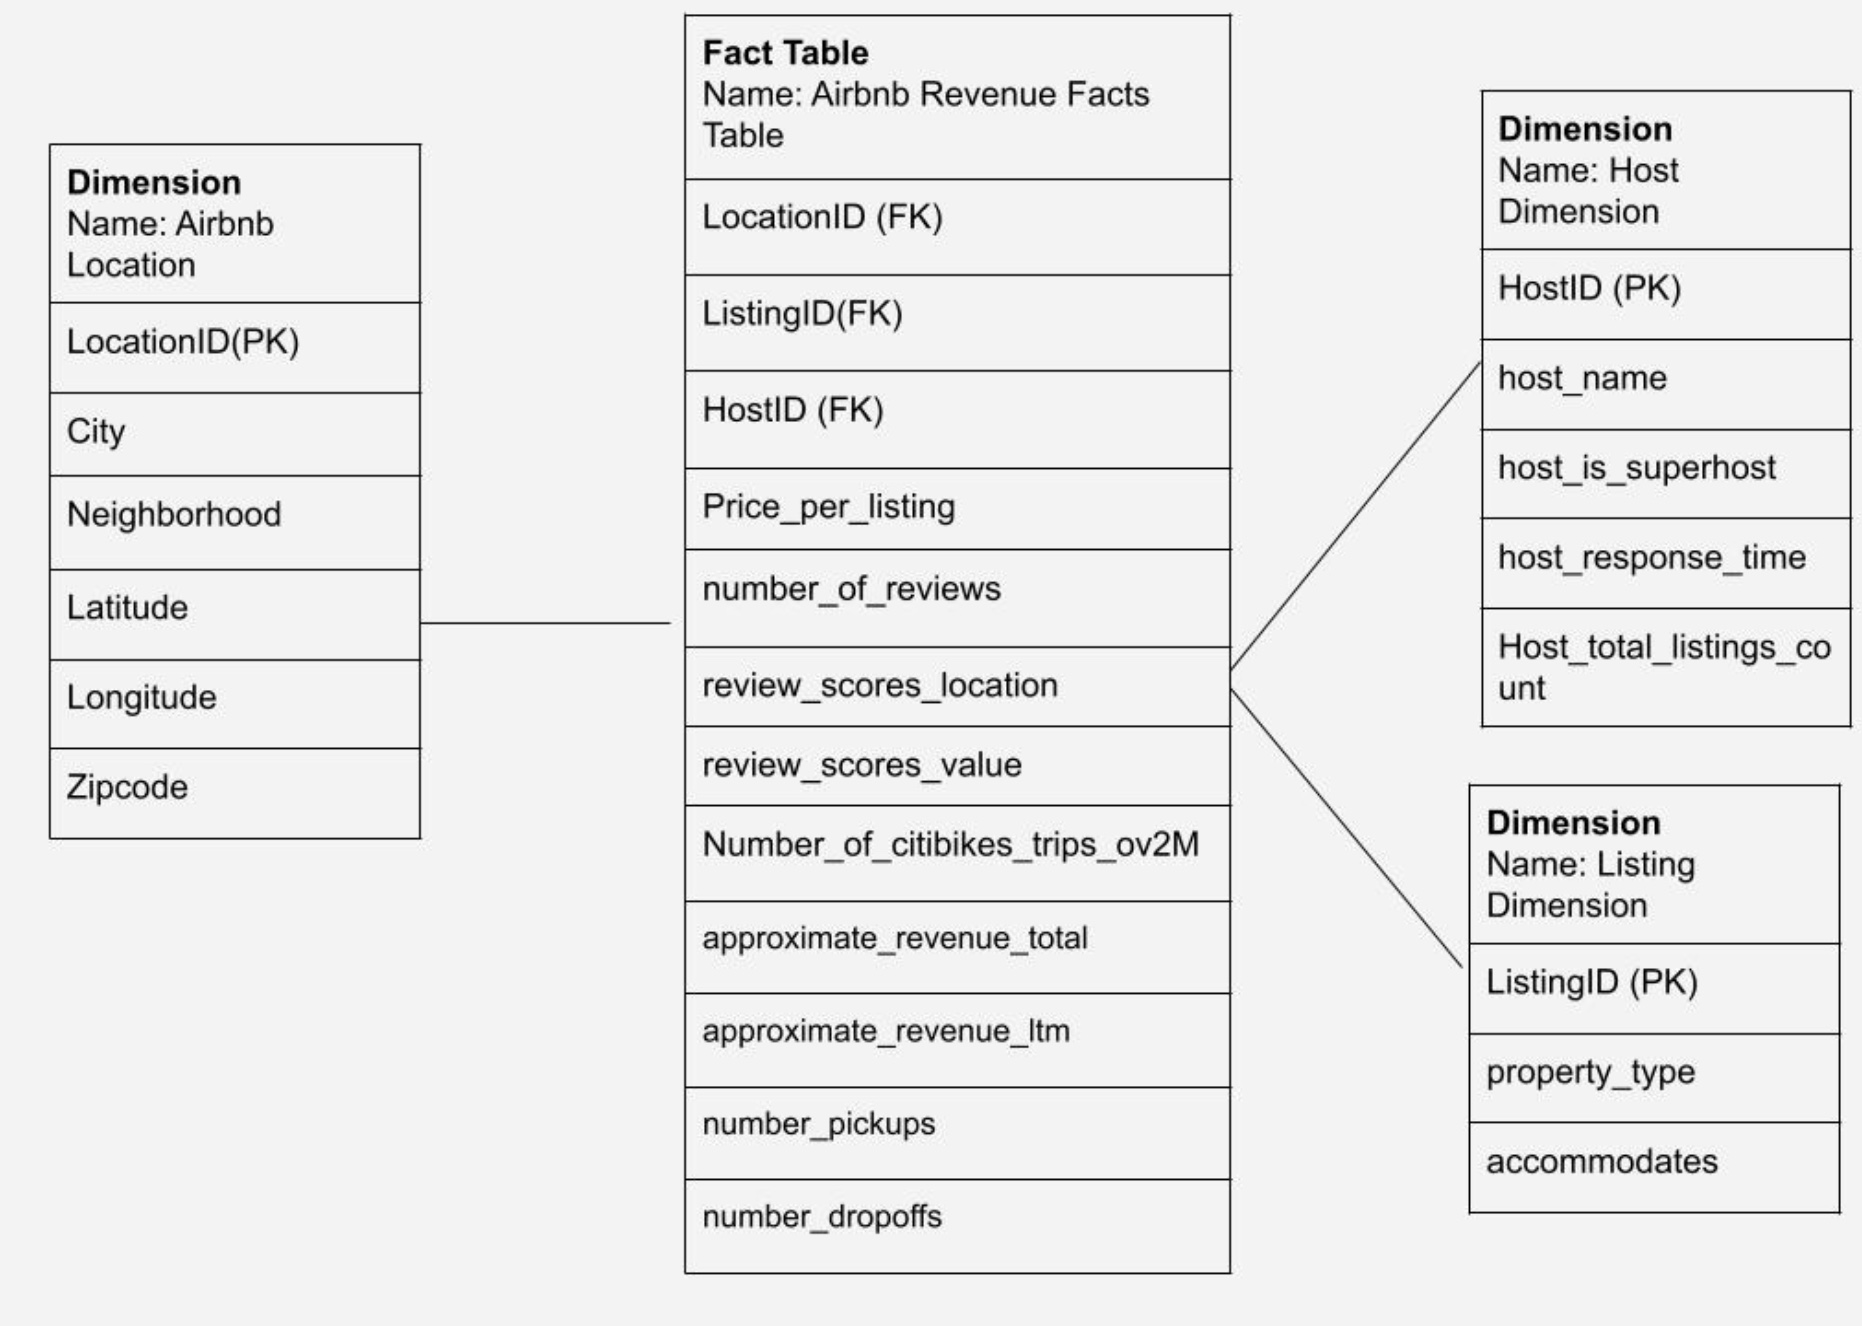 Dimension
Name: Airbnb
Location
LocationID(PK)
City
Neighborhood
Latitude
Longitude
Zipcode
Fact Table
Name: Airbnb Revenue Facts
Table
LocationID (FK)
ListingID(FK)
HostID (FK)
Price_per_listing
number_of_reviews
review_scores_location
review_scores_value
Number_of_citibikes_trips_ov2M
approximate_revenue_total
approximate_revenue_ltm
number_pickups
number_dropoffs
Dimension
Name: Host
Dimension
HostID (PK)
host_name
host_is_superhost
host_response_time
Host_total_listings_co
unt
Dimension
Name: Listing
Dimension
ListingID (PK)
property_type
accommodates